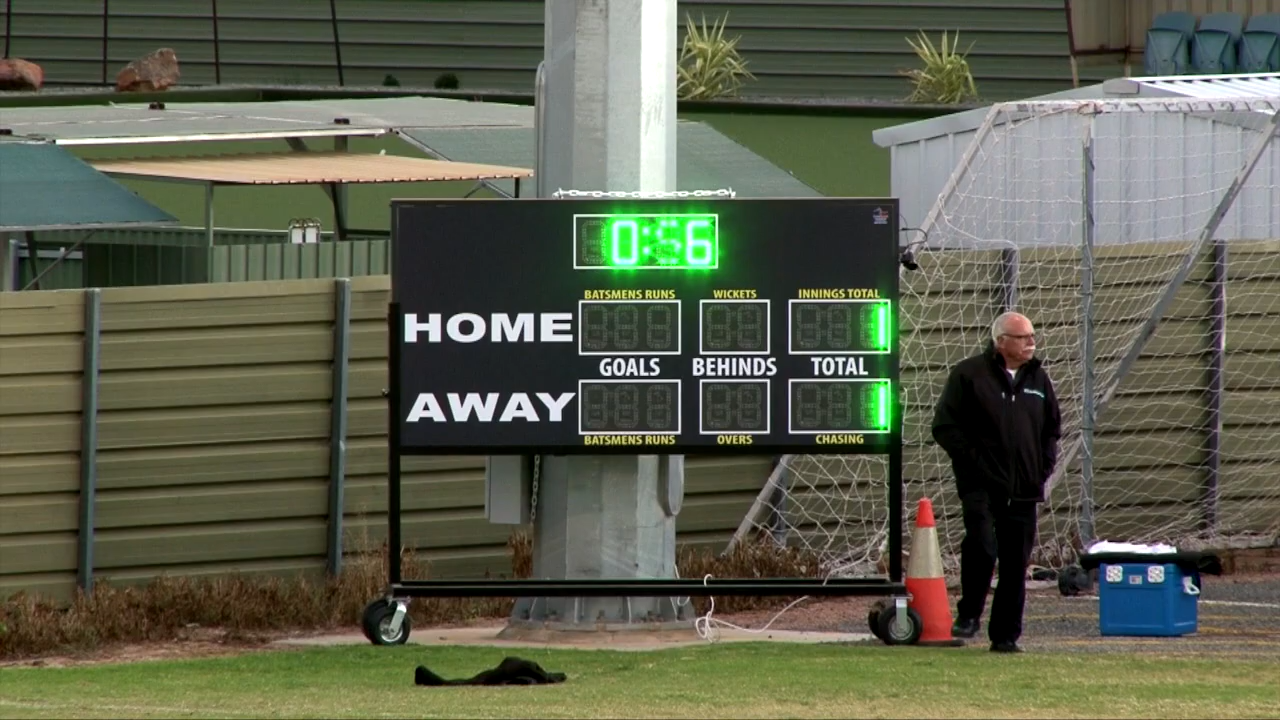 0:56
BATSMENS RUNS WICKETS INNINGS TOTAL
HOME 1
GOALS BEHINDS TOTAL
AWAY 1
BATSMENS RUNS OVERS CHASING